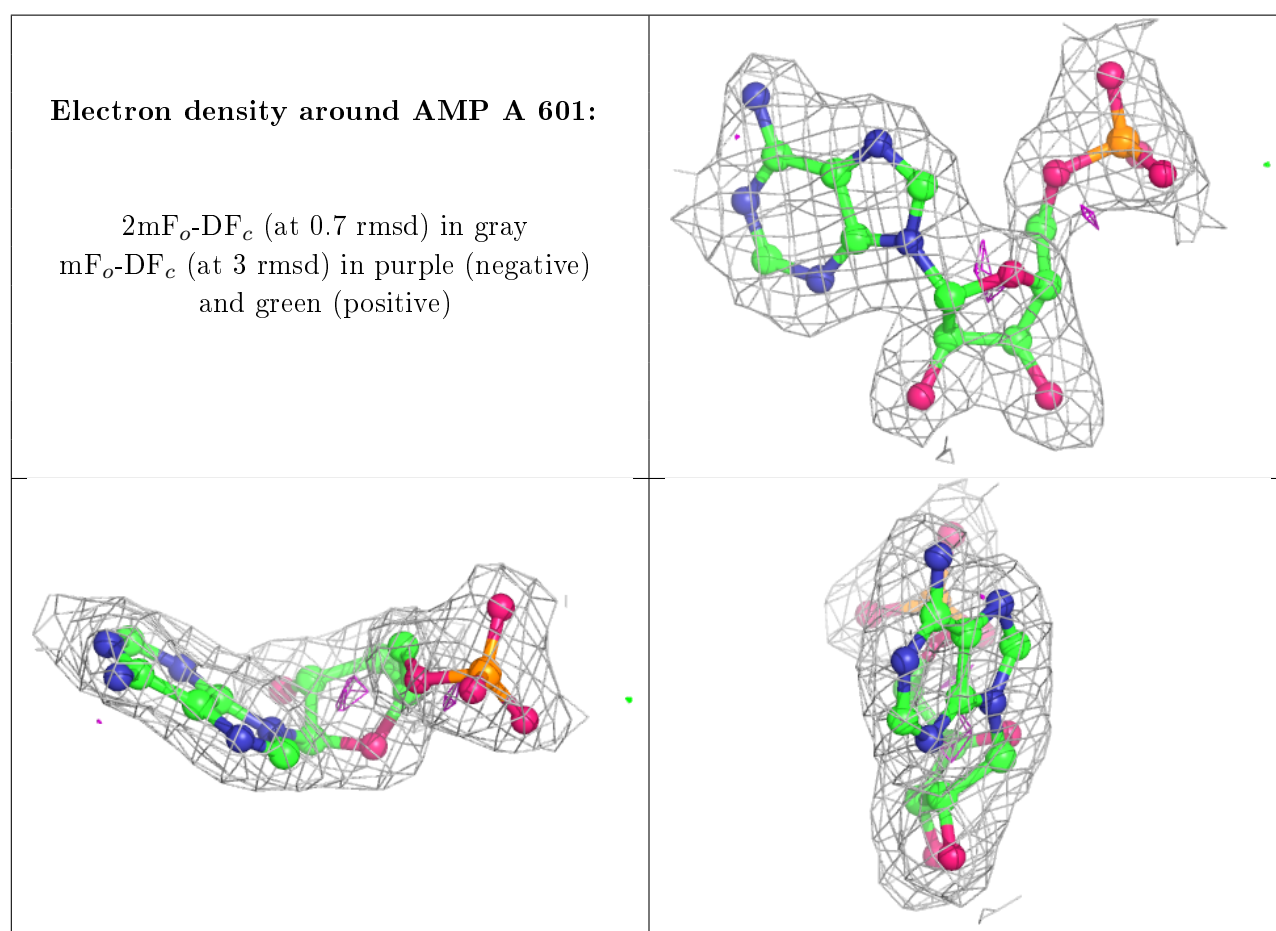 Electron density around AMP A 601:
2mFo-DFc (at 0.7 rmsd) in gray
mFo-DFc (at 3 rmsd) in purple (negative)
and green (positive)